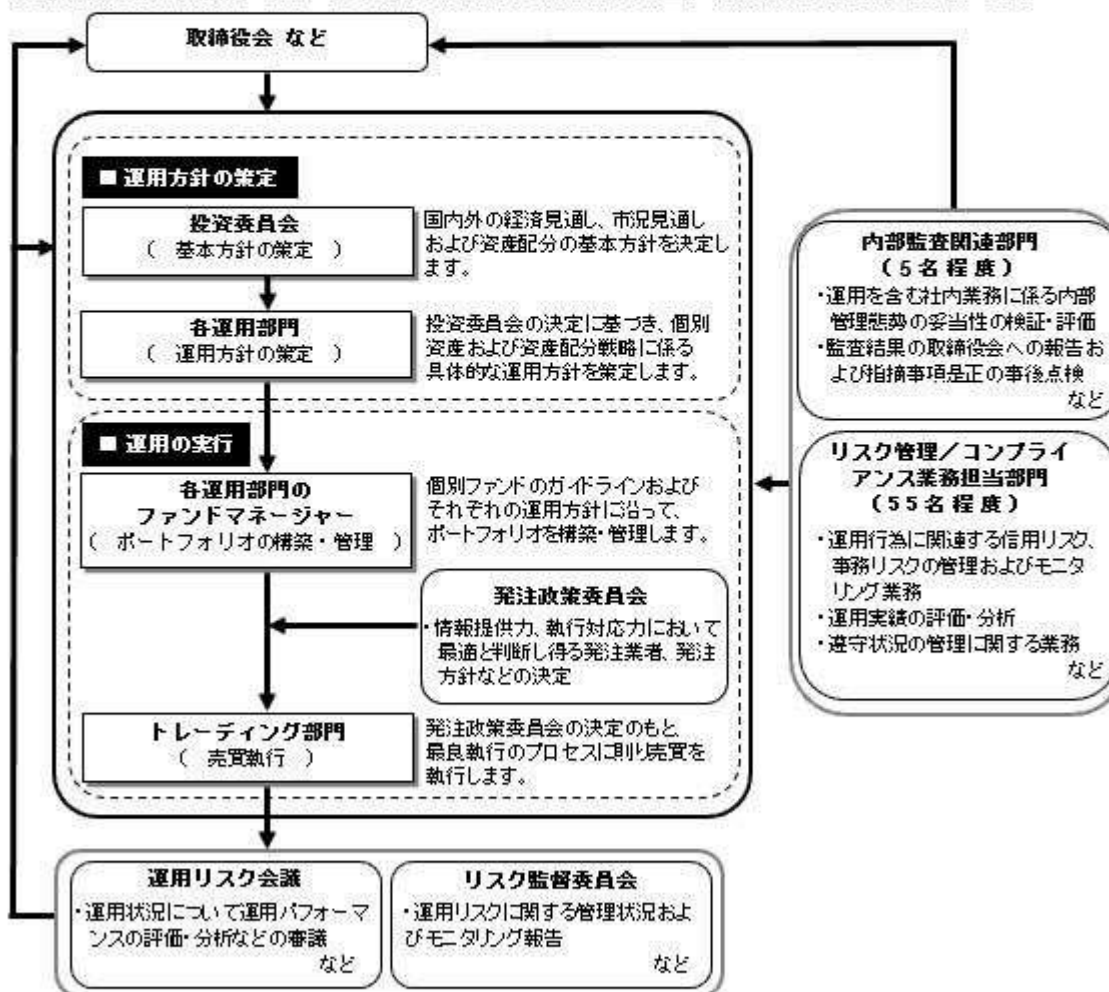 取締役会 など
■ 運用方針の策定
投資委員会
（ 基本方針の策定 ）
国内外の経済見通し、市況見通し
および資産配分の基本方針を決定し
ます。
各運用部門
（ 運用方針の策定 ）
投資委員会の決定に基づき、個別
資産および資産配分戦略に係る
具体的な運用方針を策定します。
■ 運用の実行
各運用部門の
ファンドマネージャー
（ ポートフォリオの構築・管理 ）
個別ファンドのガイドラインおよび
それぞれの運用方針に沿って、
ポートフォリオを構築・管理します。
発注政策委員会
・情報提供力、執行対応力において
最適と判断し得る発注業者、発注
方針などの決定
トレーディング部門
（ 売買執行 ）
発注政策委員会の決定のもと、
最良執行のプロセスに則り売買を
執行します。
内部監査関連部門
（５名程度）
・運用を含む社内業務に係る内部
管理態勢の妥当性の検証・評価
・監査結果の取締役会への報告お
よび指摘事項是正の事後点検
など
リスク管理／コンプライ
アンス業務担当部門
（５５名程度）
・運用行為に関連する信用リスク、
事務リスクの管理およびモニタ
リング業務
・運用実績の評価・分析
・遵守状況の管理に関する業務
など
運用リスク会議
・運用状況について運用パフォーマ
ンスの評価・分析などの審議
など
リスク監督委員会
・運用リスクに関する管理状況およ
びモニタリング報告
など